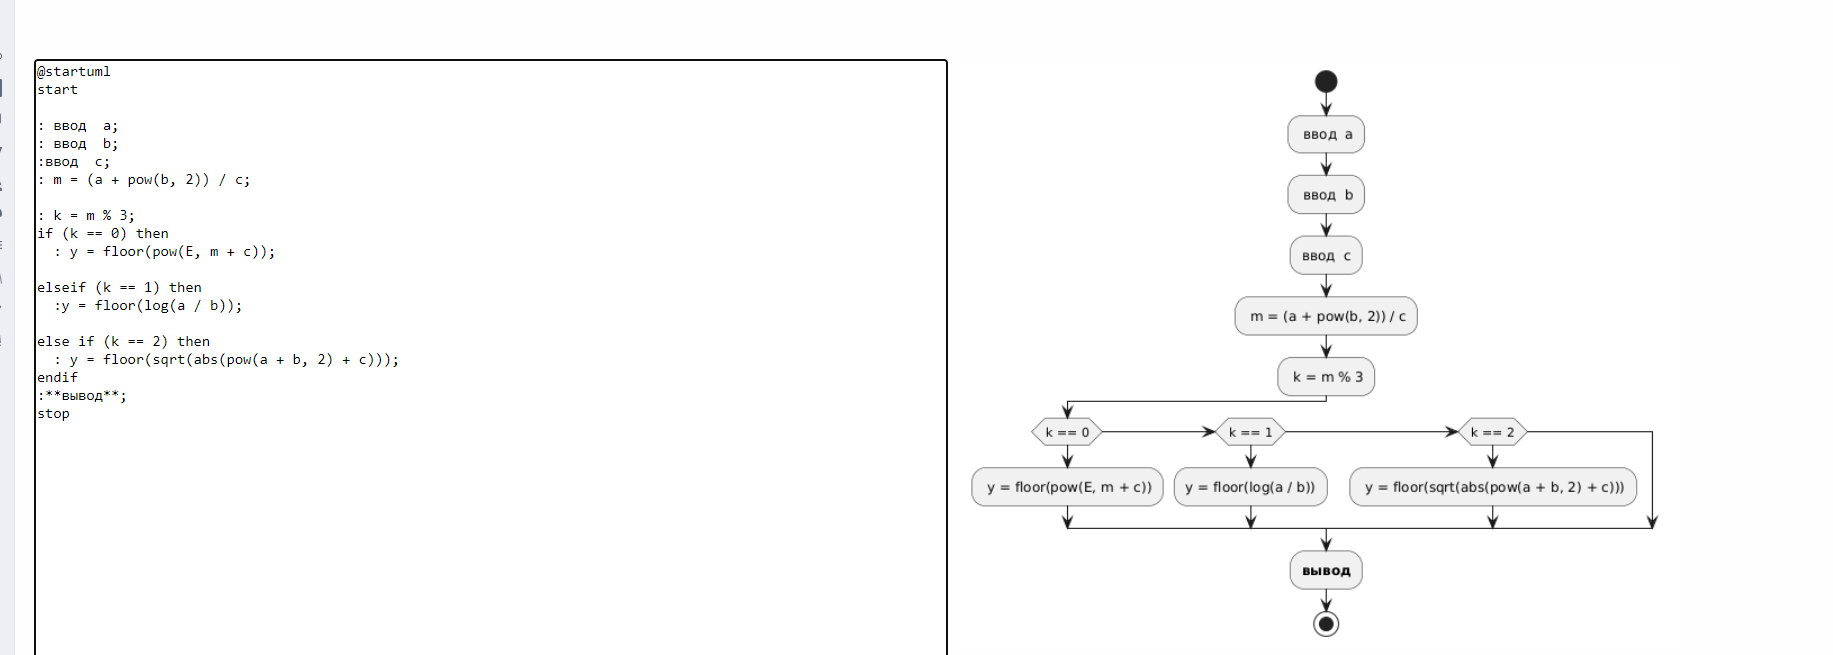 @startuml
start
: ввод  a;
: ввод  b;
:ввод  c;
: m = (a + pow(b, 2)) / c;
: k = m % 3;
if (k == 0) then
  : y = floor(pow(E, m + c));
elseif (k == 1) then
  :y = floor(log(a / b));
else if (k == 2) then
  : y = floor(sqrt(abs(pow(a + b, 2) + c)));
endif
:**вывод**;
stop
ввод a
ввод b
ввод c
m = (a + pow(b, 2)) / c
k = m % 3
k == 0
k == 1
k == 2
y = floor(pow(E, m + c))
y = floor(log(a / b))
y = floor(sqrt(abs(pow(a + b, 2) + c)))
вывод